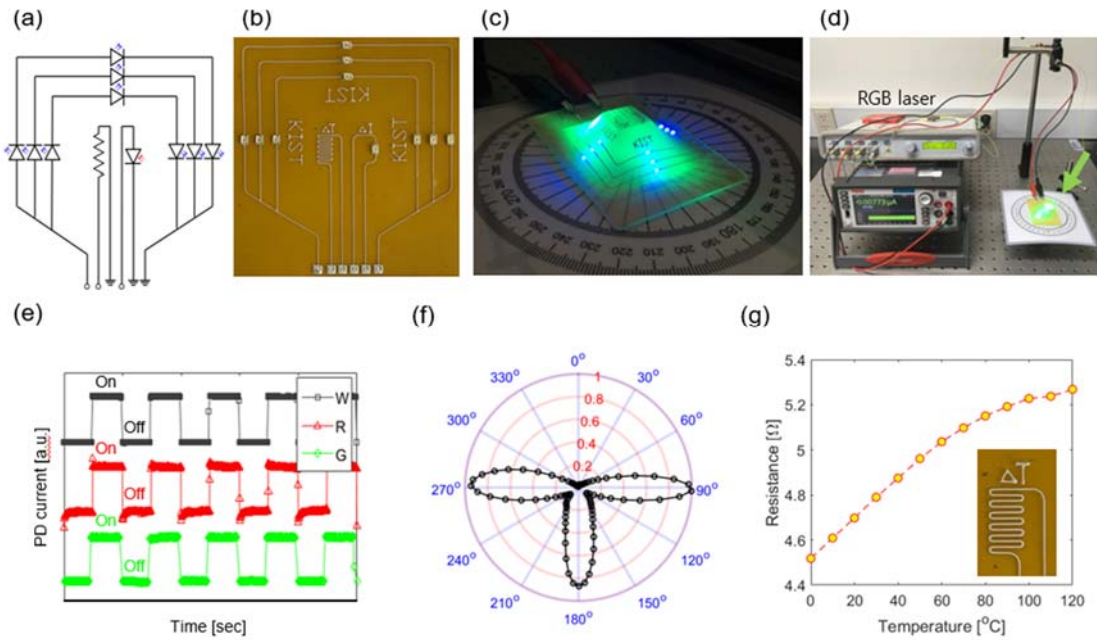 (a)
(b)
(c)
(d)
KIST
KIST
KIST
KIST
RGB laser
(e)
(f)
(g)
PD current [a.u.]
On
Off
On
Off
On
Off
W
R
G
Time [sec]
0°
30°
60°
90°
120°
150°
180°
210°
240°
270°
300°
330°
1
0.8
0.6
0.4
0.2
Resistance [Ω]
5.4
5.2
5
4.8
4.6
4.4
0
20
40
60
80
100
120
Temperature [°C]
ΔT